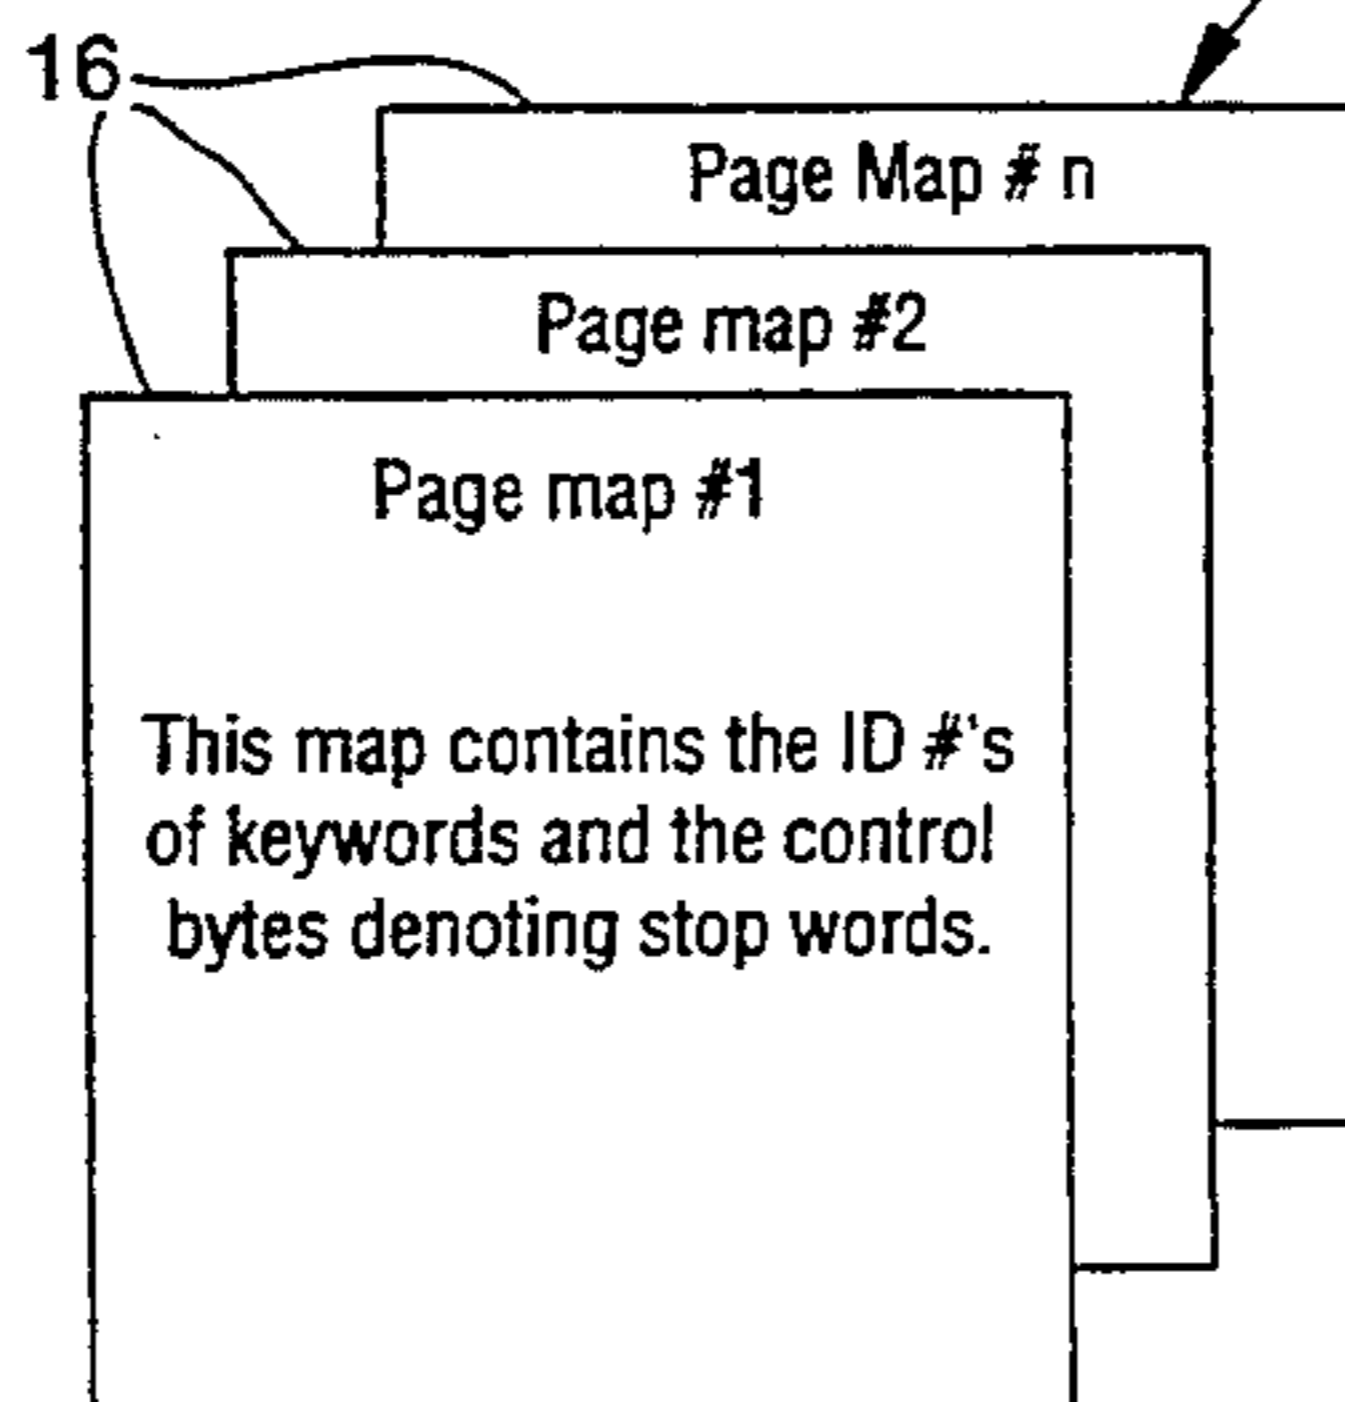 16
Page Map # n
Page map #2
Page map #1
This map contains the ID #'s
of keywords and the control
bytes denoting stop words.